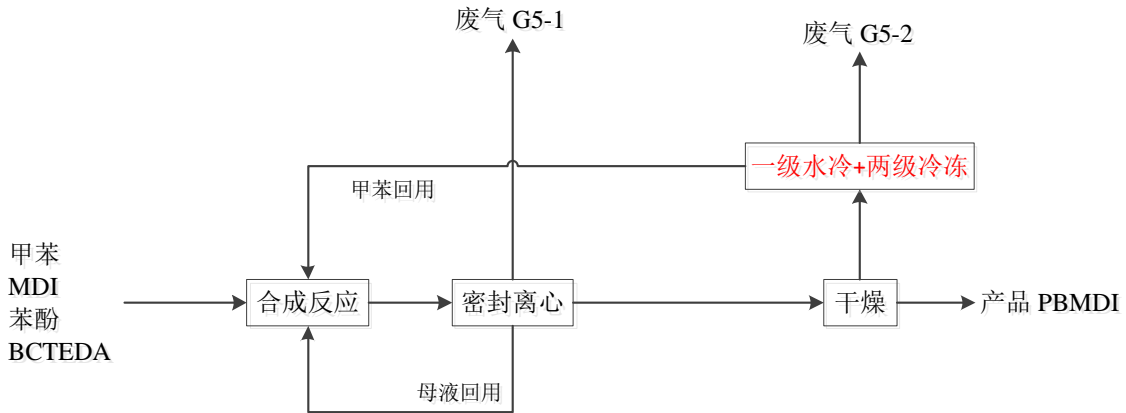 废气 G5-1
废气 G5-2
一级水冷+两级冷冻
甲苯回用
甲苯
MDI
苯酚
BCTEDA
合成反应
密封离心
干燥
产品 PBMDI
母液回用